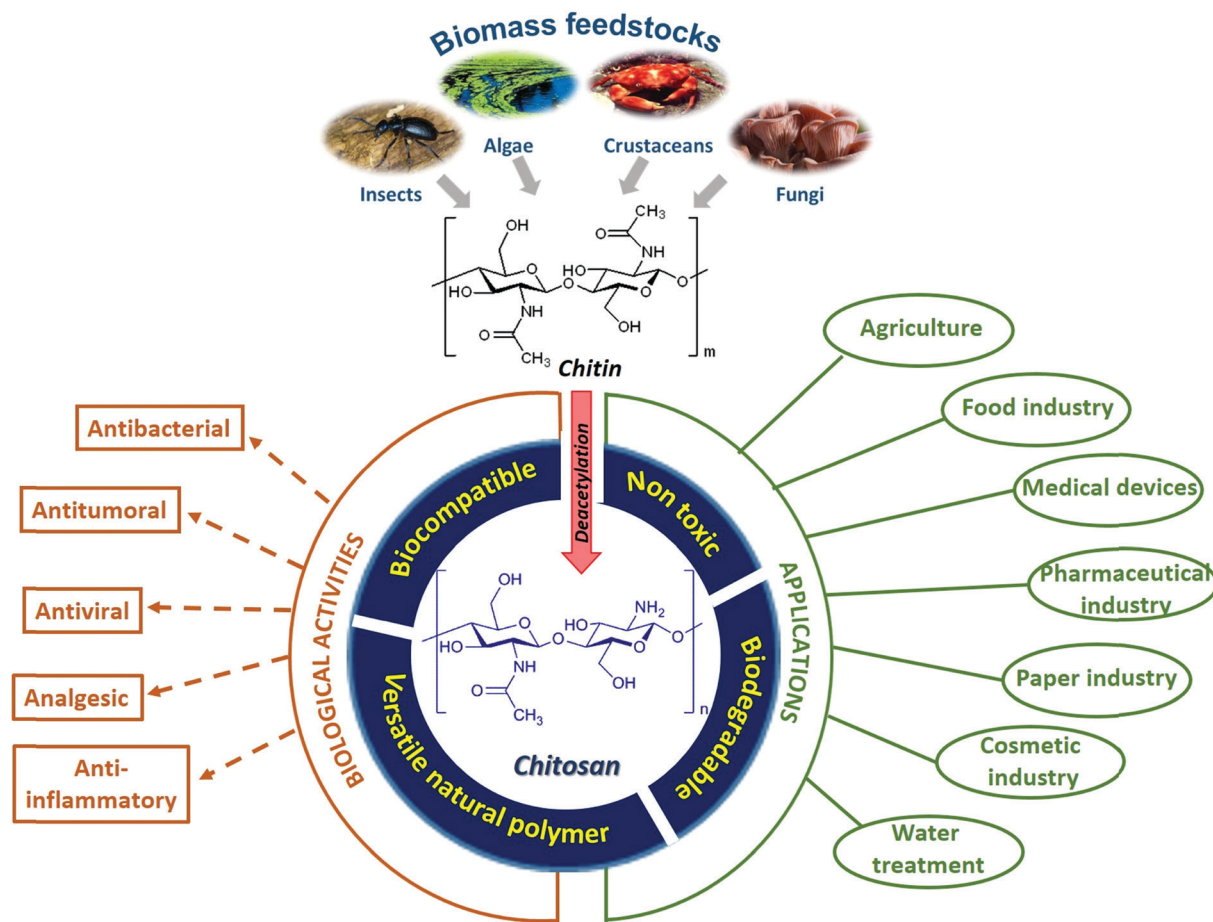 Biomass feedstocks
Algae
Crustaceans
Insects
Fungi
CH3
O
NH
OH
O
HO
O
HO
O
O
NH
O
OH
O
CH3
m
Chitin
Deacetylation
BIOLOGICAL ACTIVITIES
Antibacterial
Antitumoral
Antiviral
Analgesic
Anti-
inflammatory
Biocompatible
Non toxic
Biodegradable
Versatile natural polymer
OH
NH2
O
HO
O
HO
O
O
NH
O
OH
O
CH3
n
Chitosan
APPLICATIONS
Agriculture
Food industry
Medical devices
Pharmaceutical
industry
Paper industry
Cosmetic
industry
Water
treatment